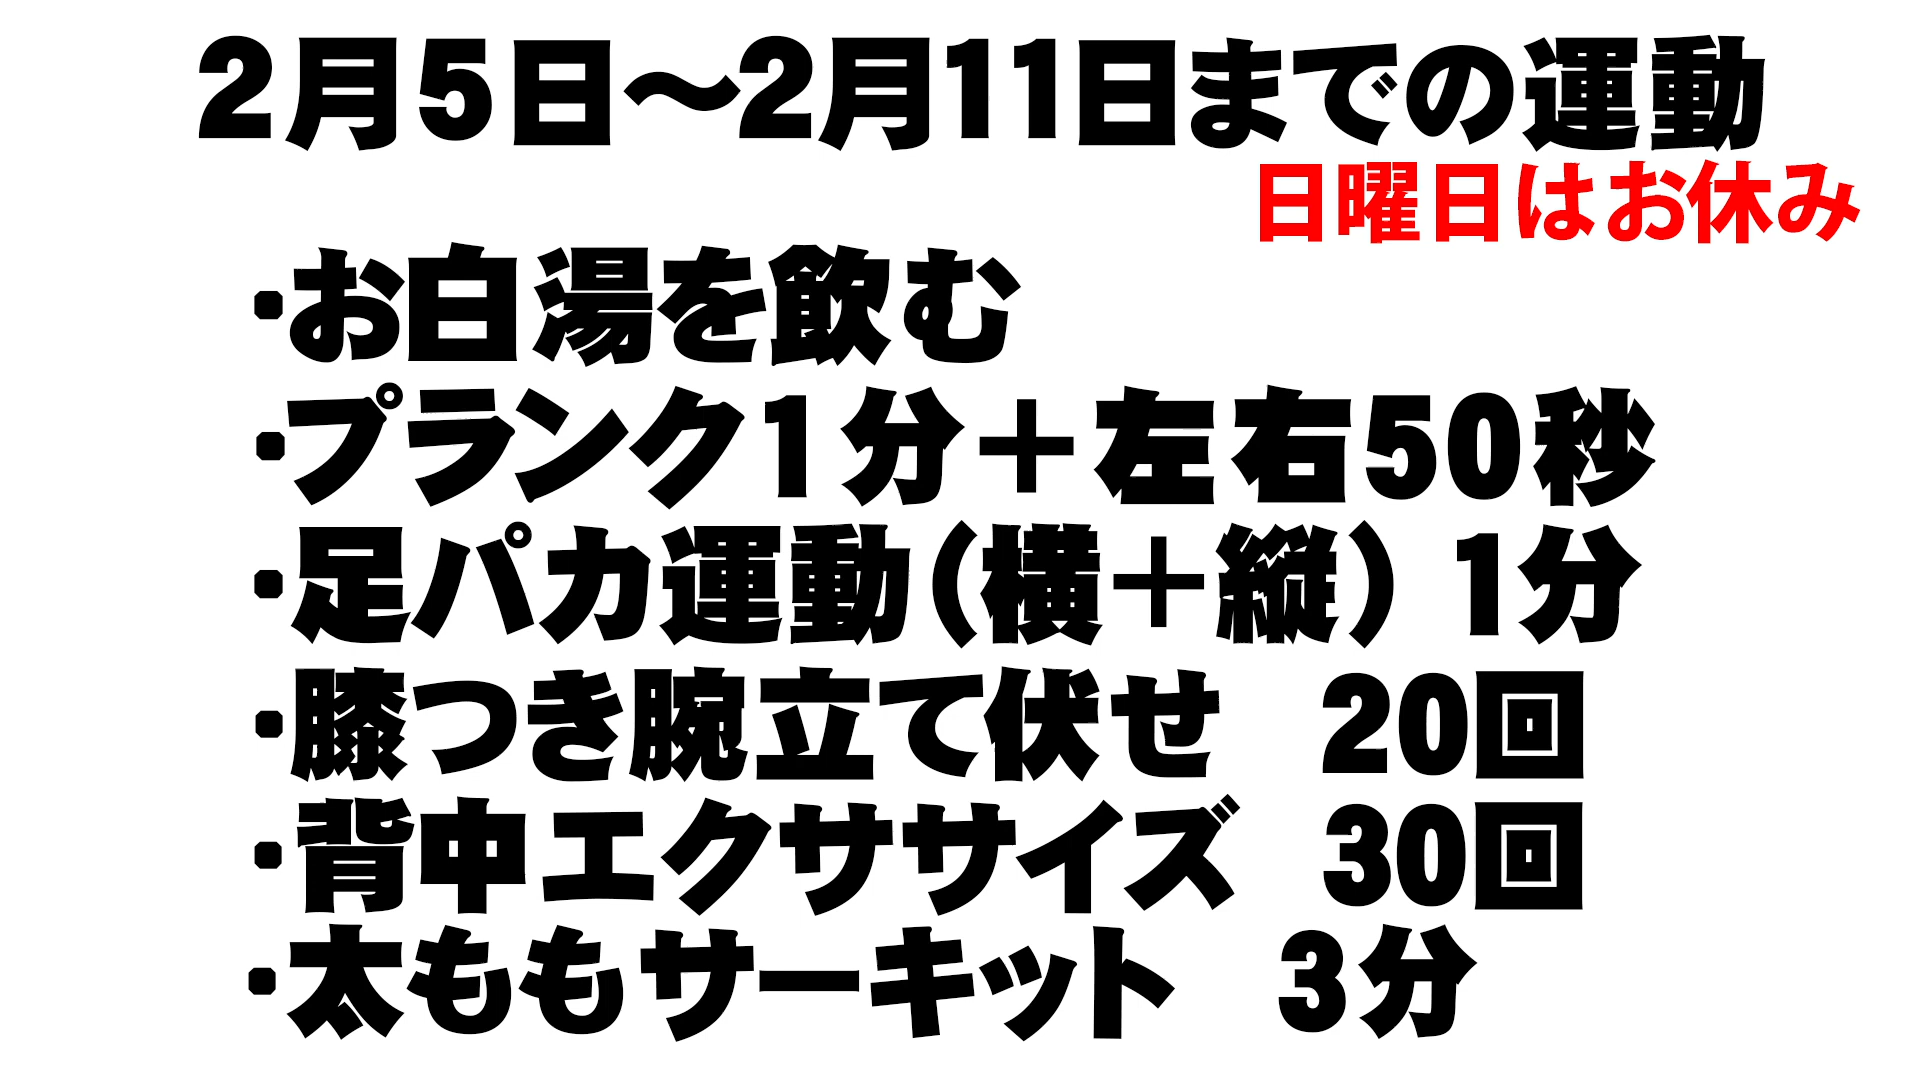 2月5日～2月11日までの運動
日曜日はお休み
・お白湯を飲む
・プランク1分＋左右50秒
・足パカ運動（横＋縦） 1分
・膝つき腕立て伏せ　20回
・背中エクササイズ　30回
・太ももサーキット　3分